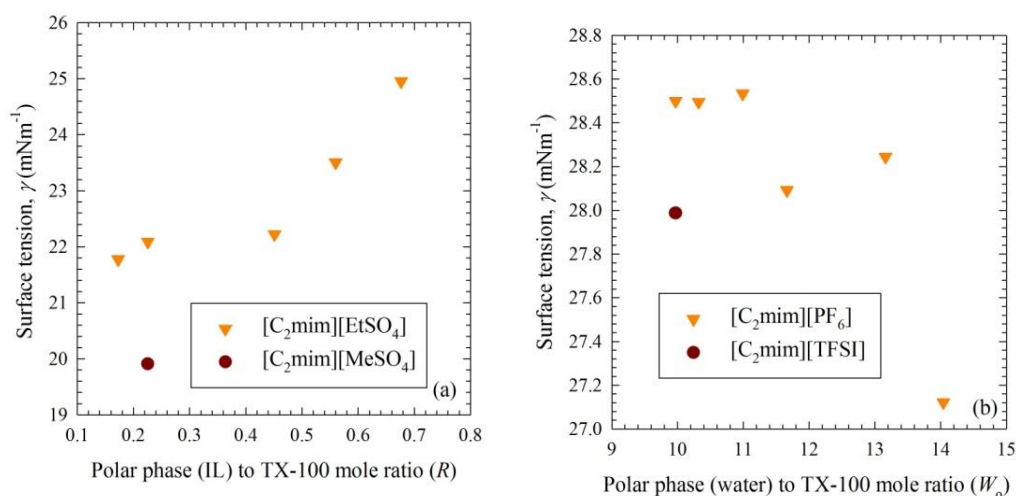 26
25
24
23
22
21
20
19
Surface tension, γ (mNm⁻¹)
[C₂mim][EtSO₄]
[C₂mim][MeSO₄]
(a)
0.1 0.2 0.3 0.4 0.5 0.6 0.7 0.8
Polar phase (IL) to TX-100 mole ratio (R)
28.8
28.6
28.4
28.2
28.0
27.8
27.6
27.4
27.2
27.0
Surface tension, γ (mNm⁻¹)
[C₂mim][PF₆]
[C₂mim][TFSI]
(b)
9 10 11 12 13 14 15
Polar phase (water) to TX-100 mole ratio (Wₒ)